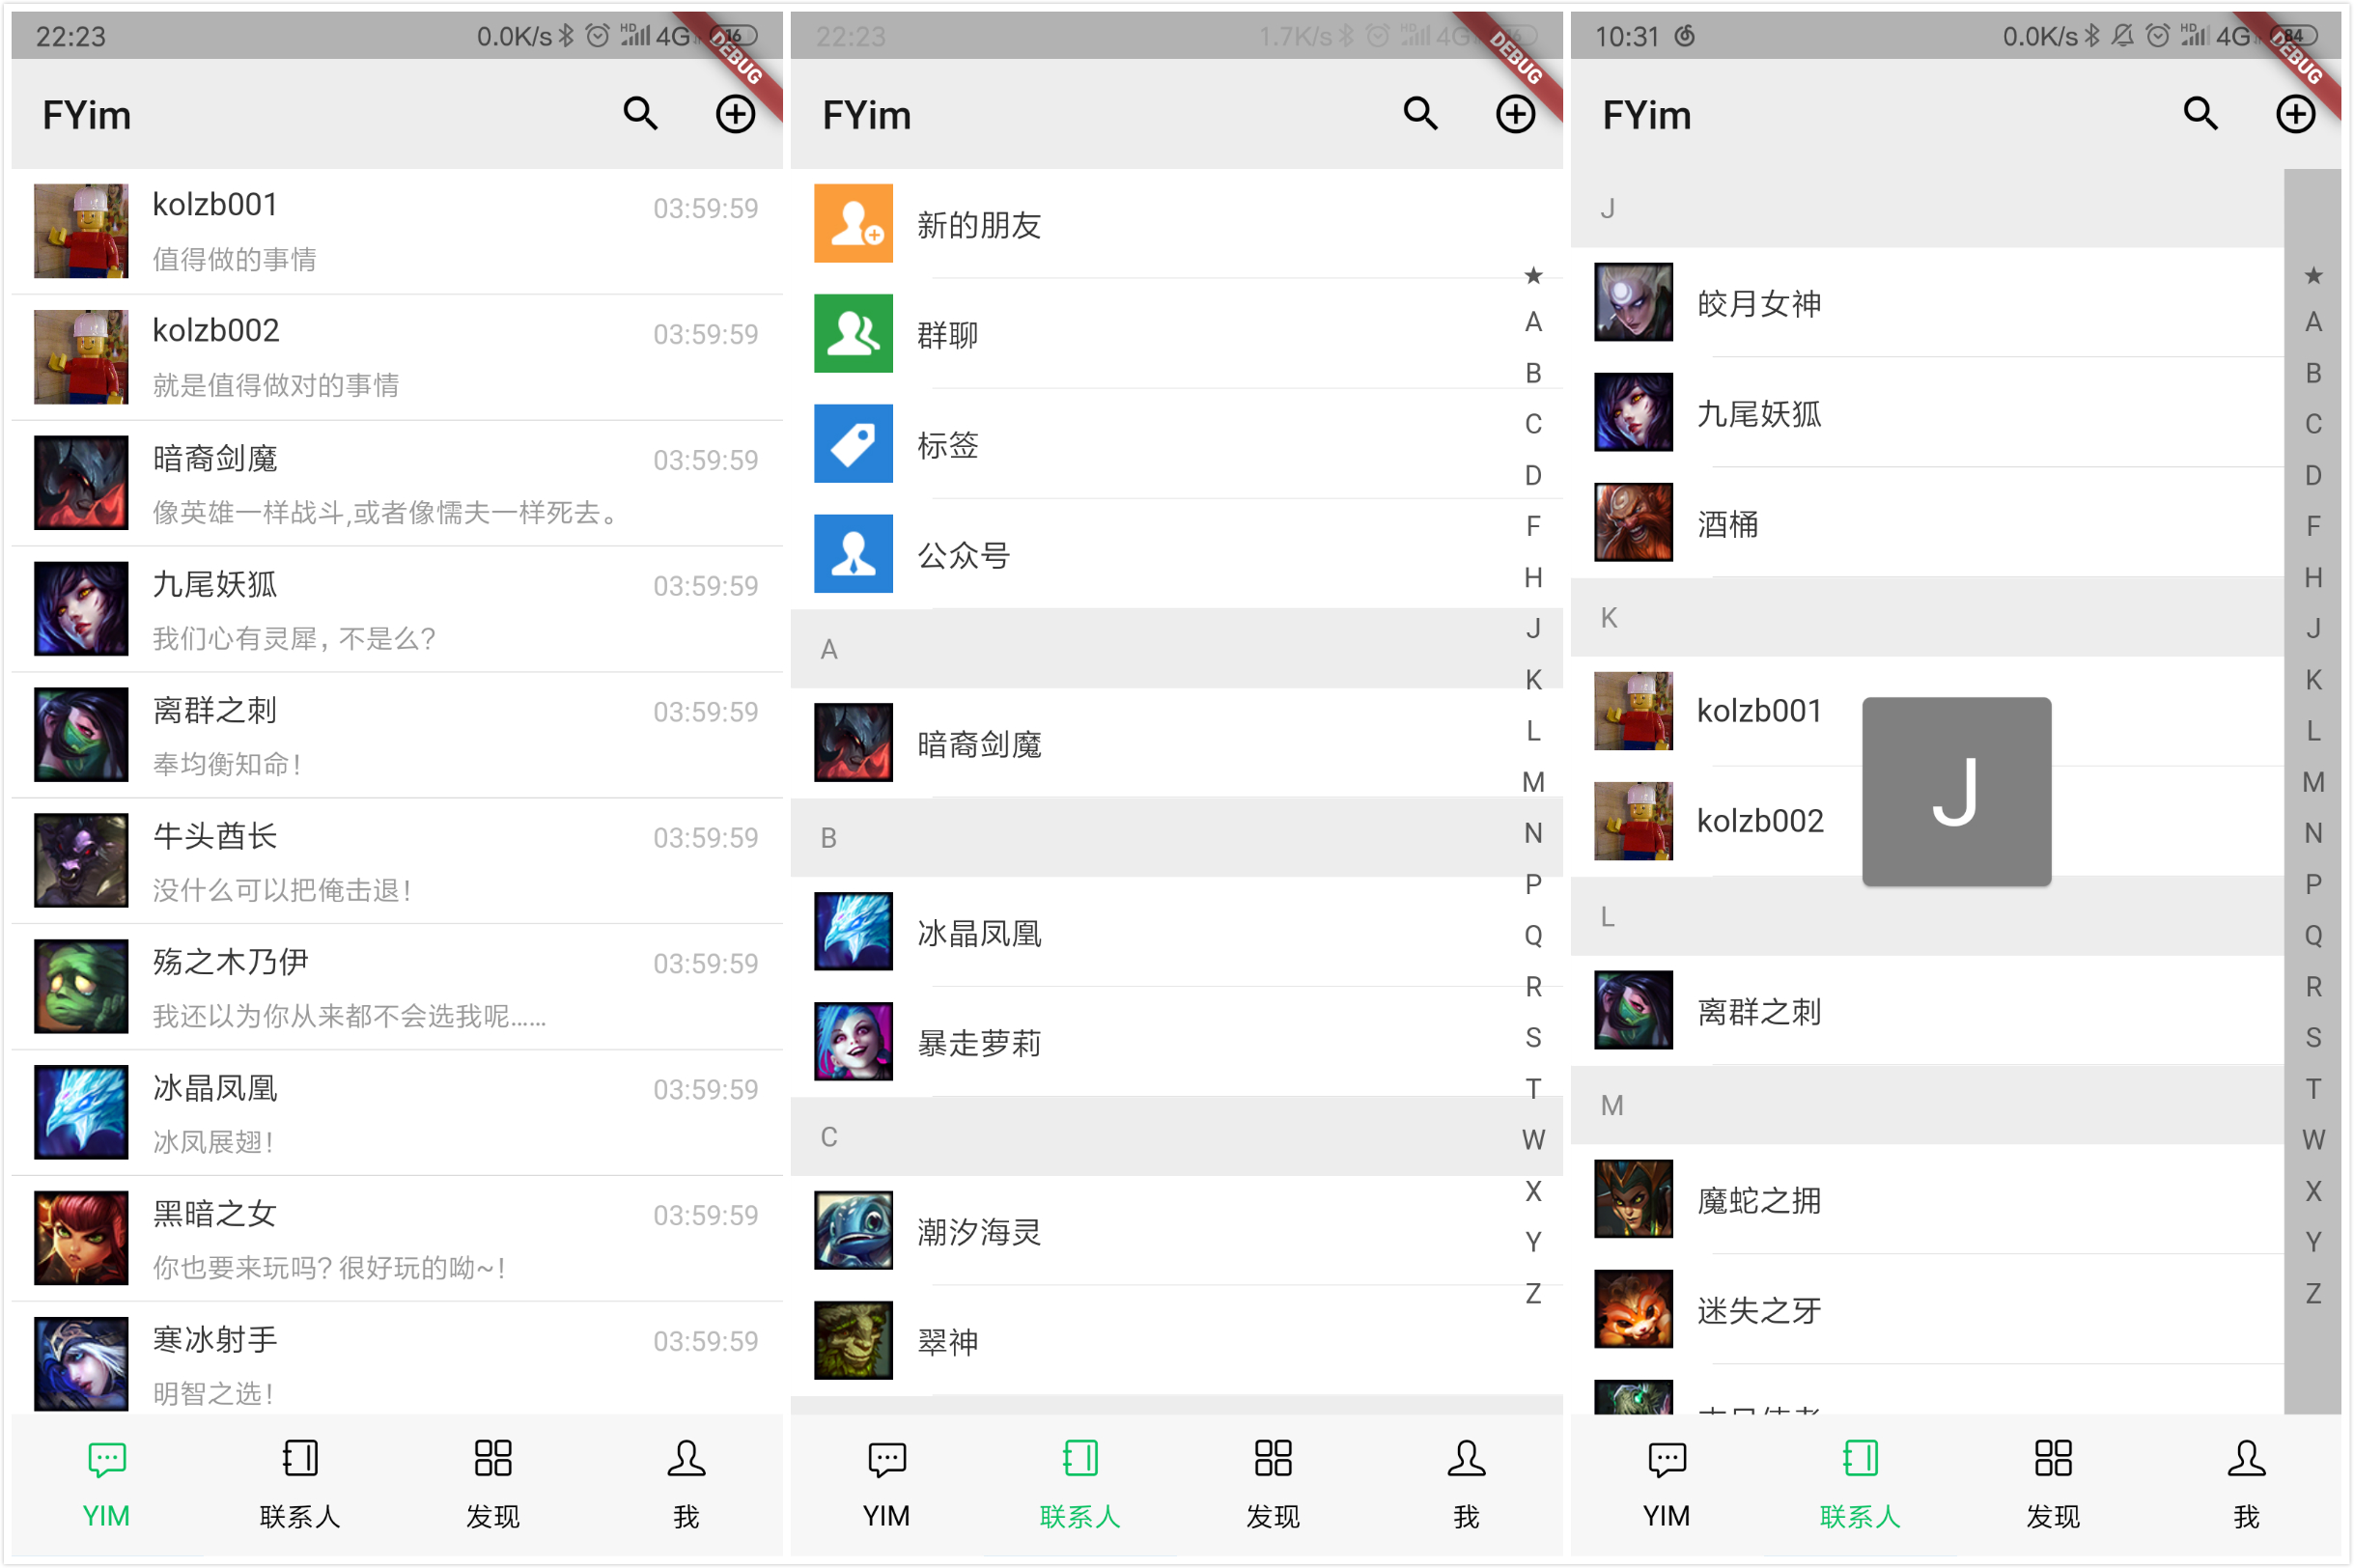 22:23
0.0K/s HD 4G 16
DEBUG
FYim
kolzb001
03:59:59
值得做的事情
kolzb002
03:59:59
就是值得做对的事情
暗裔剑魔
03:59:59
像英雄一样战斗,或者像懦夫一样死去。
九尾妖狐
03:59:59
我们心有灵犀, 不是么?
离群之刺
03:59:59
奉均衡知命!
牛头酋长
03:59:59
没什么可以把俺击退!
殇之木乃伊
03:59:59
我还以为你从来都不会选我呢……
冰晶凤凰
03:59:59
冰凤展翅!
黑暗之女
03:59:59
你也要来玩吗? 很好玩的呦~!
寒冰射手
03:59:59
明智之选!
YIM
联系人
发现
我
22:23
1.7K/s HD 4G 16
DEBUG
FYim
新的朋友
群聊
标签
公众号
A
暗裔剑魔
B
冰晶凤凰
暴走萝莉
C
潮汐海灵
翠神
★
A
B
C
D
F
H
J
K
L
M
N
P
Q
R
S
T
W
X
Y
Z
YIM
联系人
发现
我
10:31
0.0K/s HD 4G 84
DEBUG
FYim
J
皎月女神
九尾妖狐
酒桶
K
kolzb001
kolzb002
J
L
离群之刺
M
魔蛇之拥
迷失之牙
★
A
B
C
D
F
H
J
K
L
M
N
P
Q
R
S
T
W
X
Y
Z
YIM
联系人
发现
我